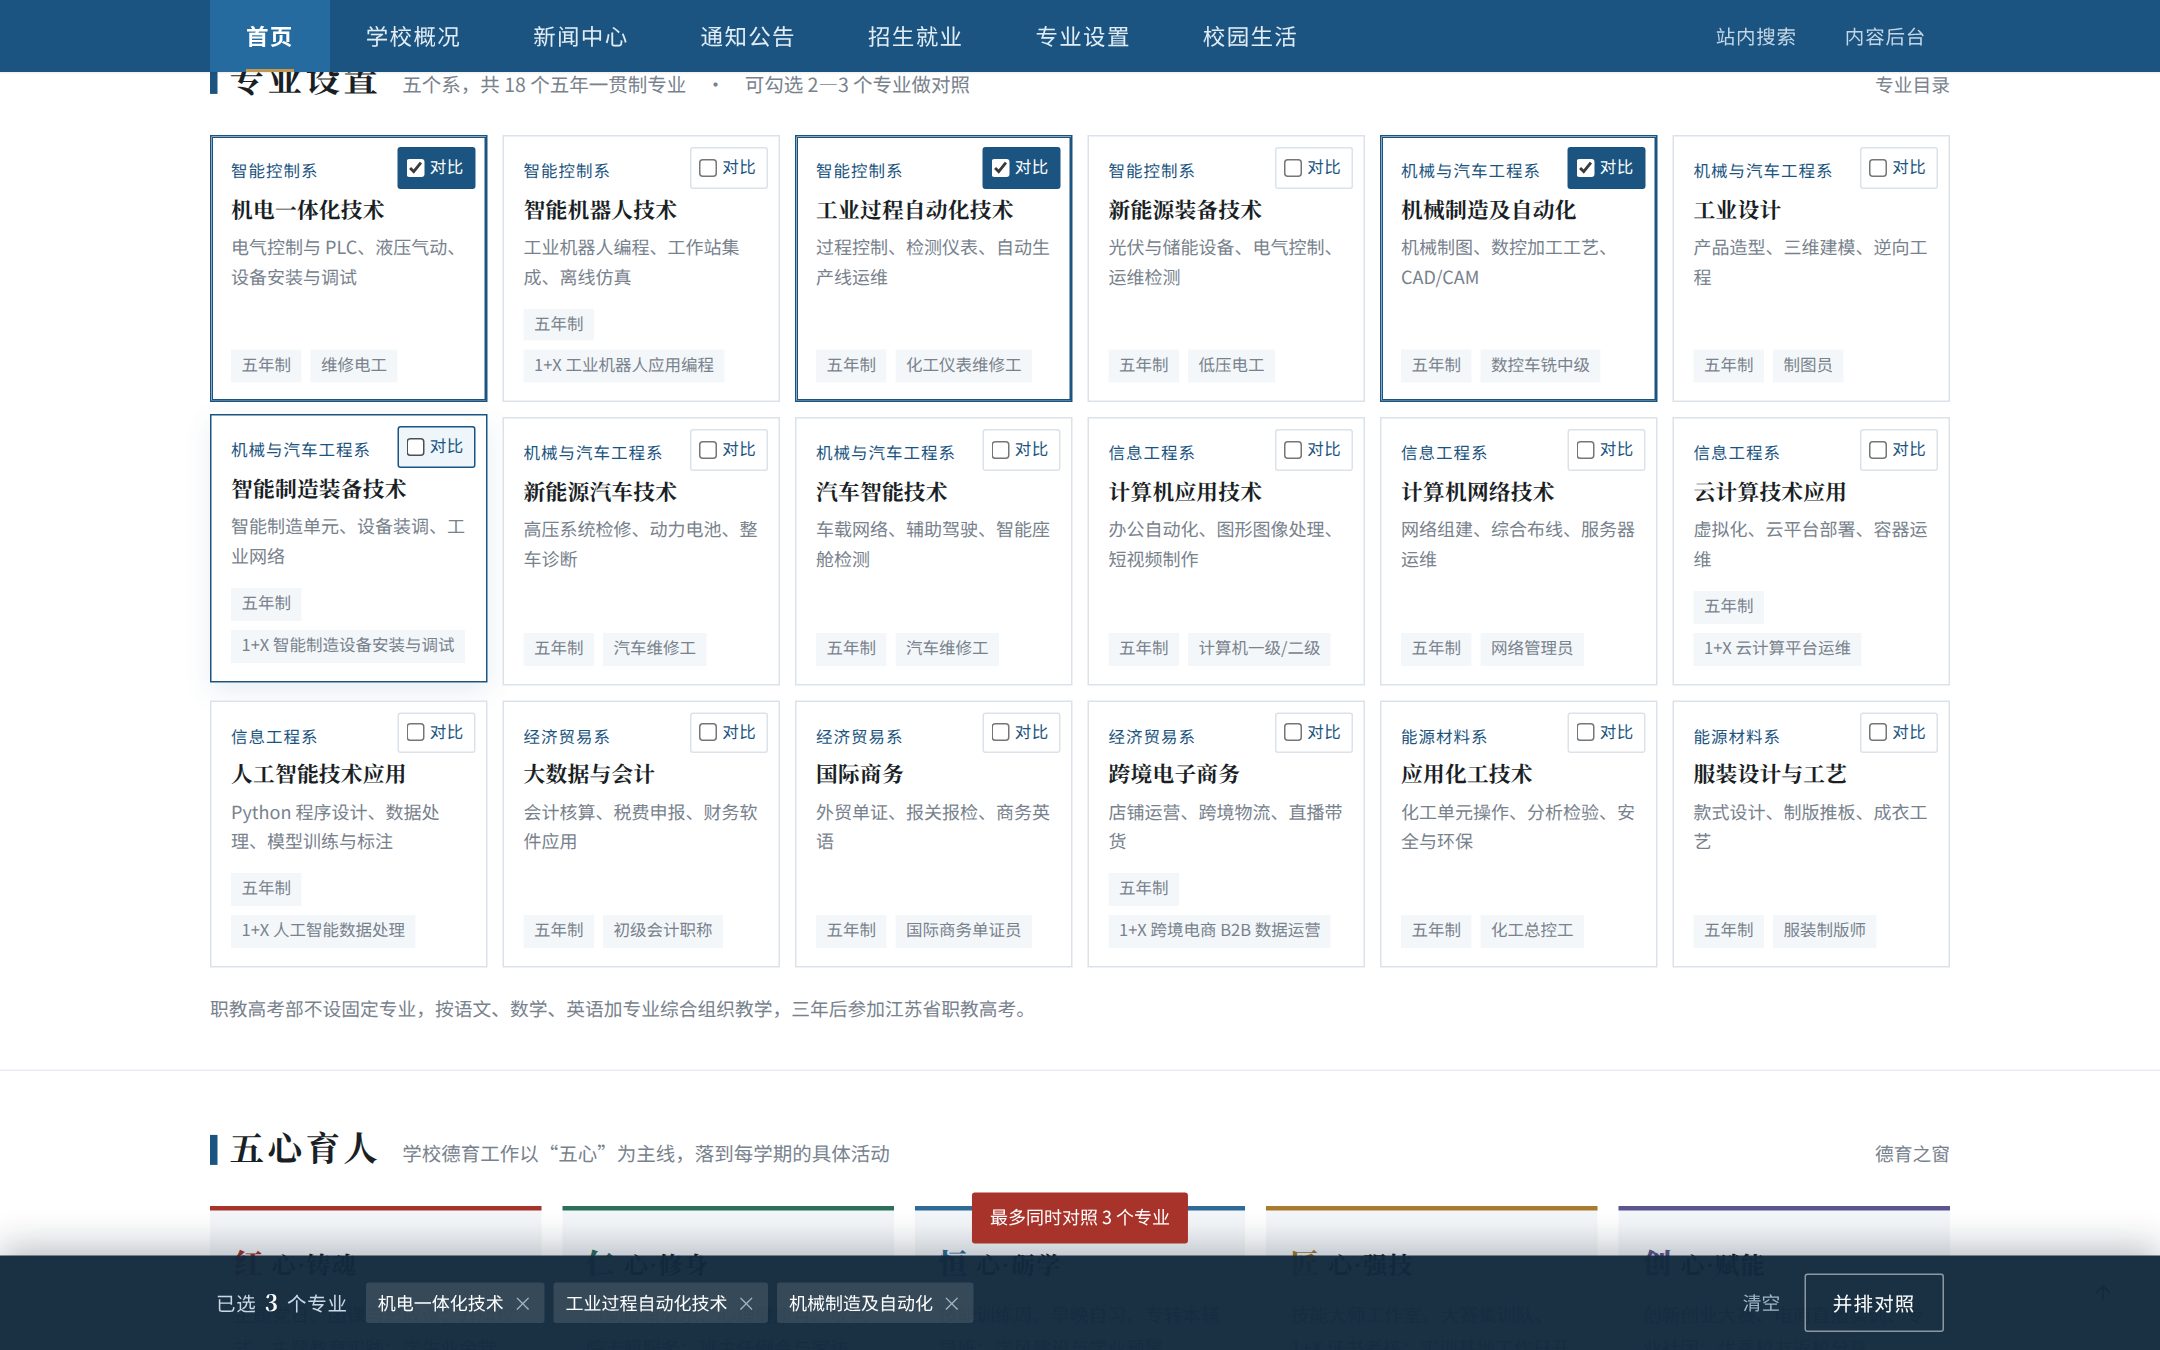 首页 学校概况 新闻中心 通知公告 招生就业 专业设置 校园生活 站内搜索 内容后台
专业设置 五个系，共 18 个五年一贯制专业 · 可勾选 2—3 个专业做对照 专业目录
智能控制系 对比
机电一体化技术
电气控制与 PLC、液压气动、
设备安装与调试
五年制 维修电工
智能控制系 对比
智能机器人技术
工业机器人编程、工作站集
成、离线仿真
五年制
1+X 工业机器人应用编程
智能控制系 对比
工业过程自动化技术
过程控制、检测仪表、自动生
产线运维
五年制 化工仪表维修工
智能控制系 对比
新能源装备技术
光伏与储能设备、电气控制、
运维检测
五年制 低压电工
机械与汽车工程系 对比
机械制造及自动化
机械制图、数控加工工艺、
CAD/CAM
五年制 数控车铣中级
机械与汽车工程系 对比
工业设计
产品造型、三维建模、逆向工
程
五年制 制图员
机械与汽车工程系 对比
智能制造装备技术
智能制造单元、设备装调、工
业网络
五年制
1+X 智能制造设备安装与调试
机械与汽车工程系 对比
新能源汽车技术
高压系统检修、动力电池、整
车诊断
五年制 汽车维修工
机械与汽车工程系 对比
汽车智能技术
车载网络、辅助驾驶、智能座
舱检测
五年制 汽车维修工
信息工程系 对比
计算机应用技术
办公自动化、图形图像处理、
短视频制作
五年制 计算机一级/二级
信息工程系 对比
计算机网络技术
网络组建、综合布线、服务器
运维
五年制 网络管理员
信息工程系 对比
云计算技术应用
虚拟化、云平台部署、容器运
维
五年制
1+X 云计算平台运维
信息工程系 对比
人工智能技术应用
Python 程序设计、数据处
理、模型训练与标注
五年制
1+X 人工智能数据处理
经济贸易系 对比
大数据与会计
会计核算、税费申报、财务软
件应用
五年制 初级会计职称
经济贸易系 对比
国际商务
外贸单证、报关报检、商务英
语
五年制 国际商务单证员
经济贸易系 对比
跨境电子商务
店铺运营、跨境物流、直播带
货
五年制
1+X 跨境电商 B2B 数据运营
能源材料系 对比
应用化工技术
化工单元操作、分析检验、安
全与环保
五年制 化工总控工
能源材料系 对比
服装设计与工艺
款式设计、制版推板、成衣工
艺
五年制 服装制版师
职教高考部不设固定专业，按语文、数学、英语加专业综合组织教学，三年后参加江苏省职教高考。
五心育人 学校德育工作以“五心”为主线，落到每学期的具体活动 德育之窗
最多同时对照 3 个专业
红 心·铸魂
仁 心·修身
恒 心·砺学
匠 心·强技
创 心·赋能
已选 3 个专业 机电一体化技术 × 工业过程自动化技术 × 机械制造及自动化 × 清空 并排对照